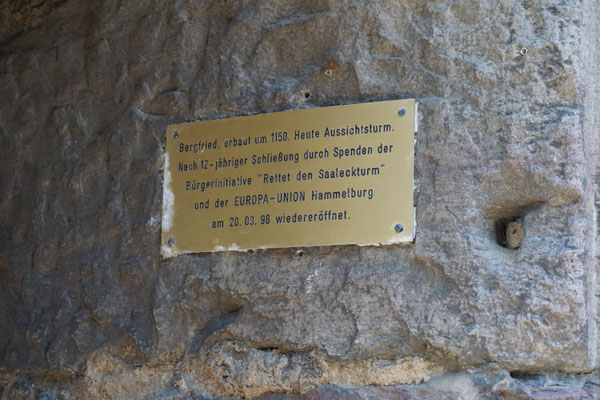 Bergfried, erbaut um 1150. Heute Aussichtsturm.
Nach 12-jähriger Schließung durch Spenden der
Bürgerinitiative "Rettet den Saaleckturm"
und der EUROPA-UNION Hammelburg
am 20. 09. 98 wiedereröffnet.